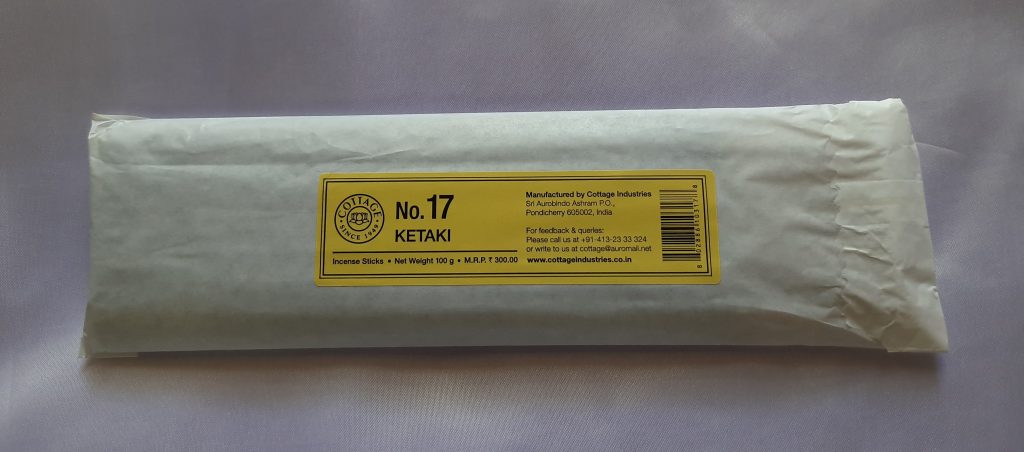 COTTAGE
SINCE 1949
No.17
KETAKI
Incense Sticks • Net Weight 100 g • M.R.P. ₹ 300.00
Manufactured by Cottage Industries
Sri Aurobindo Ashram P.O.,
Pondicherry 605002, India
For feedback & queries:
Please call us at +91-413-23 33 324
or write to us at cottage@auromail.net
www.cottageindustries.co.in